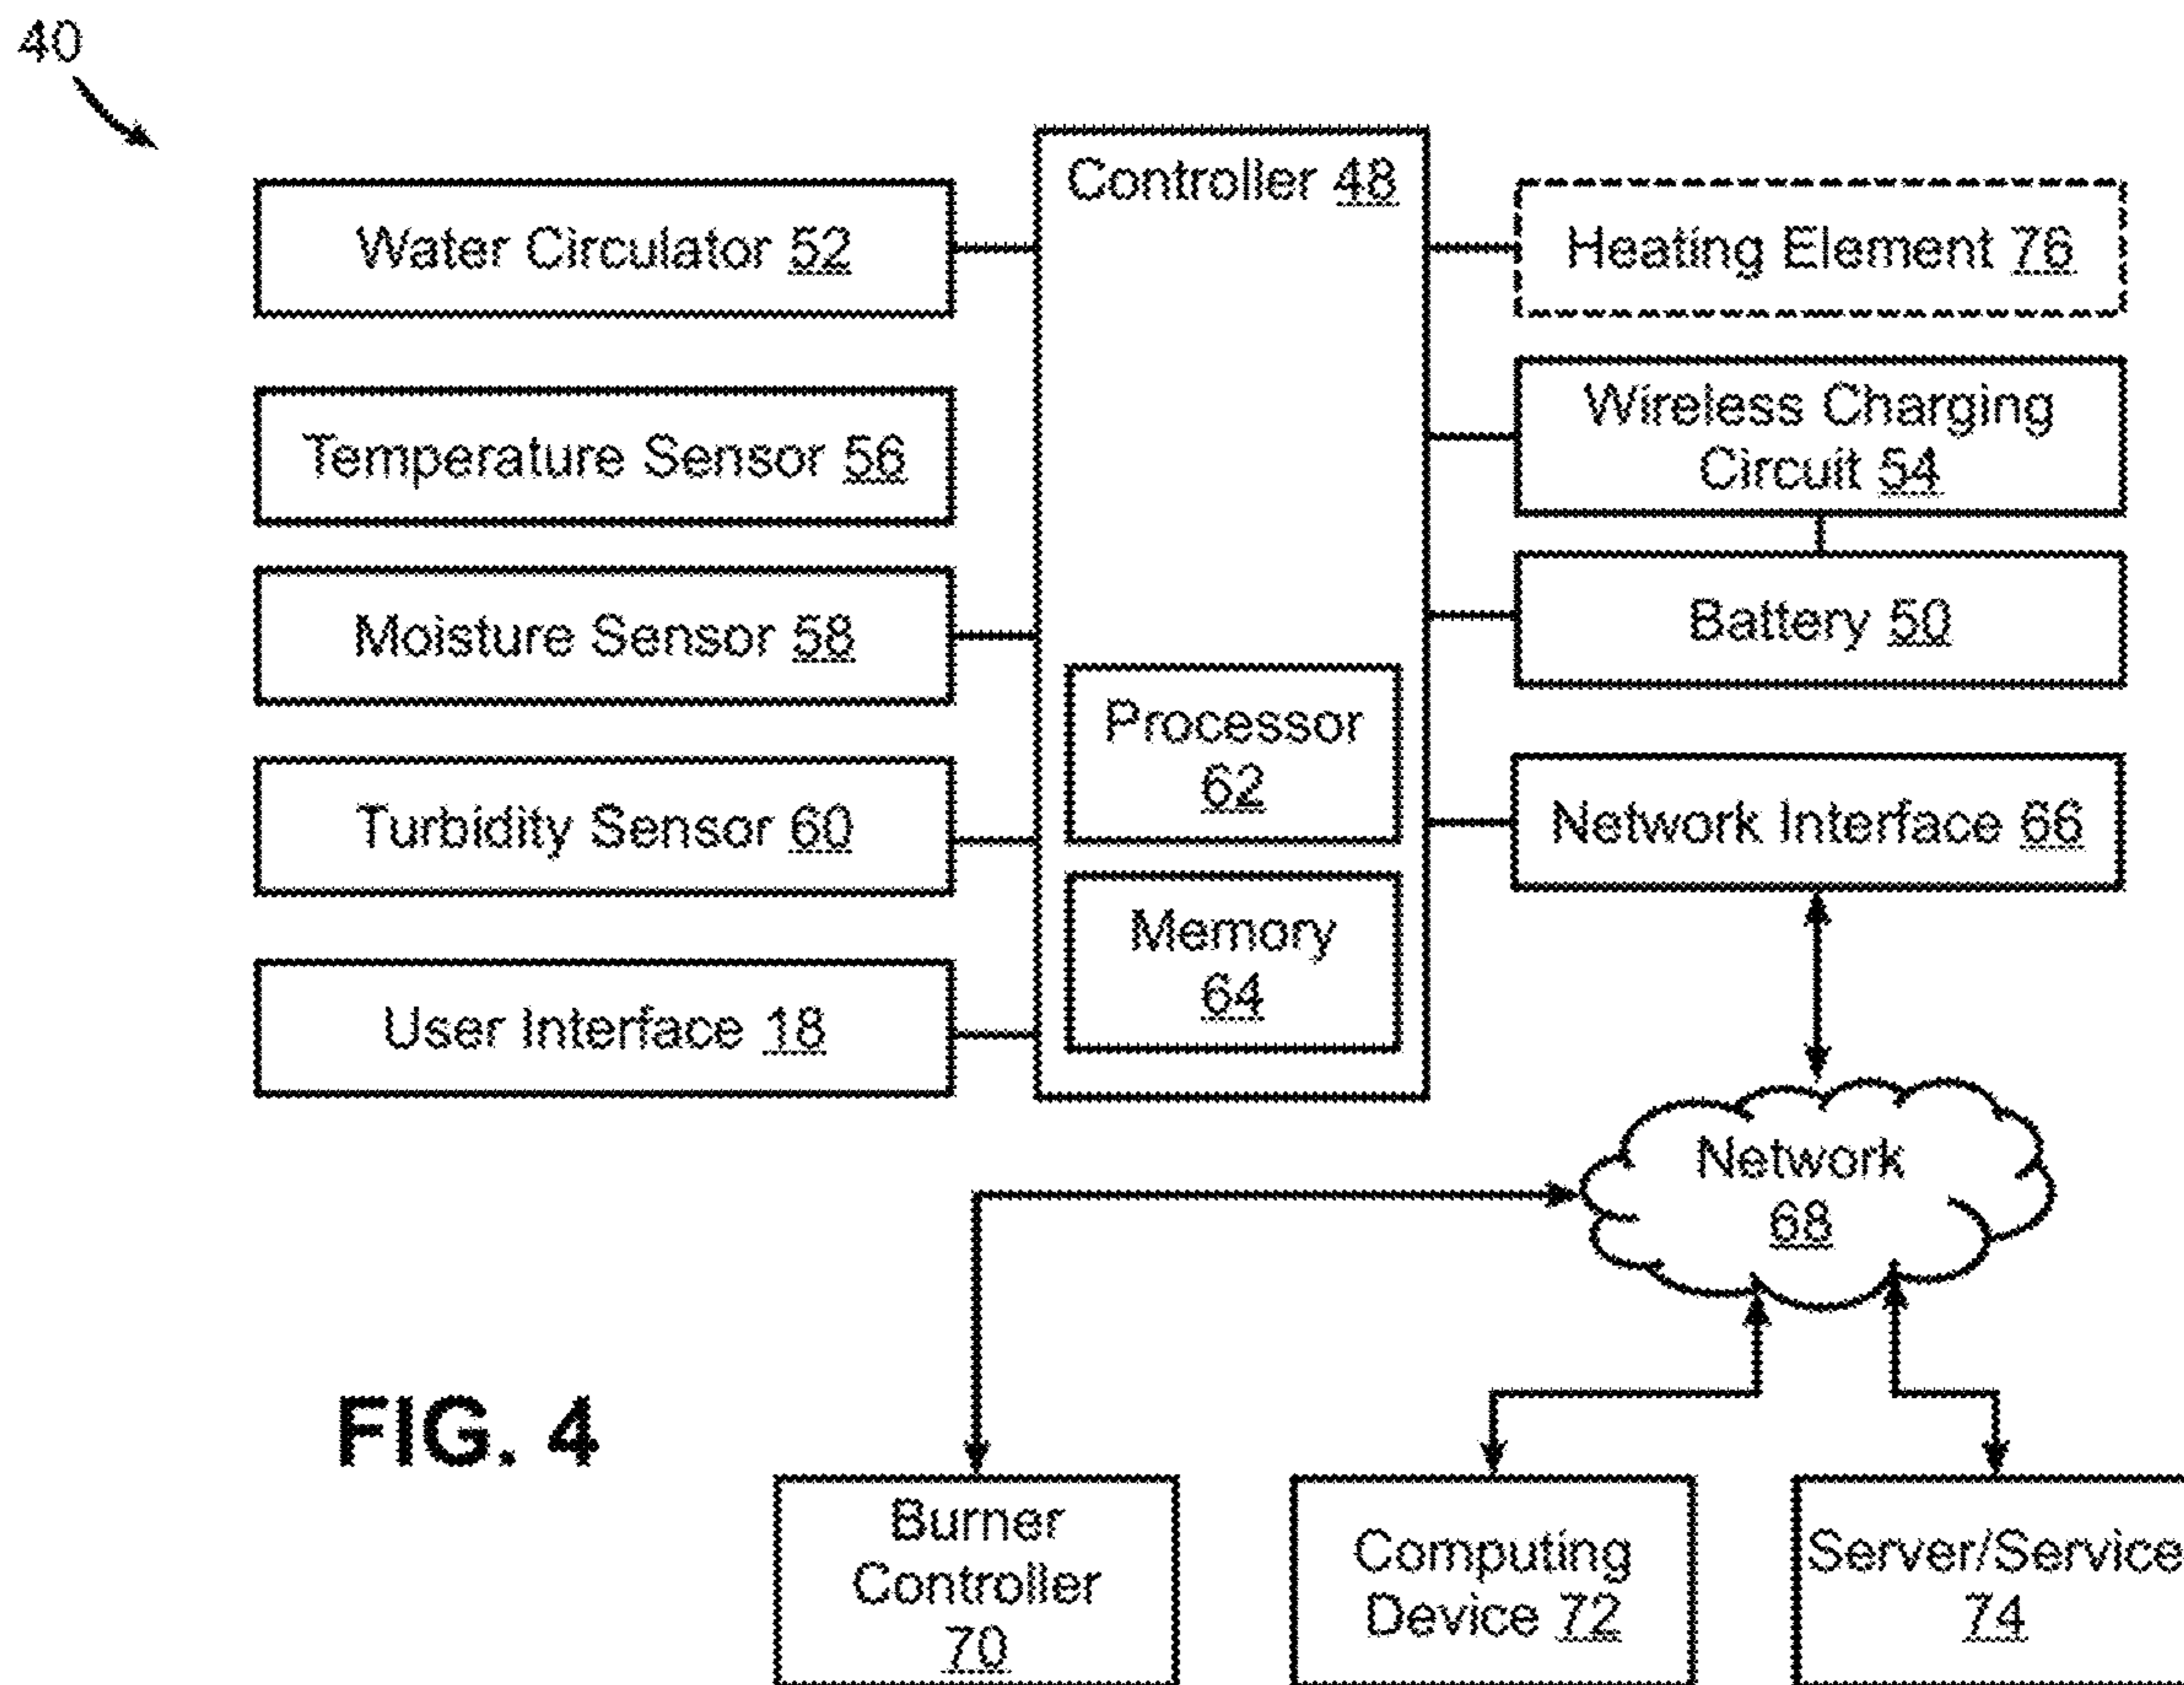 40
Controller 48
Water Circulator 52
Temperature Sensor 56
Moisture Sensor 58
Turbidity Sensor 60
User Interface 18
Processor
62
Memory
64
Heating Element 76
Wireless Charging
Circuit 54
Battery 50
Network Interface 66
Network
68
FIG. 4
Burner
Controller
70
Computing
Device 72
Server/Service
74